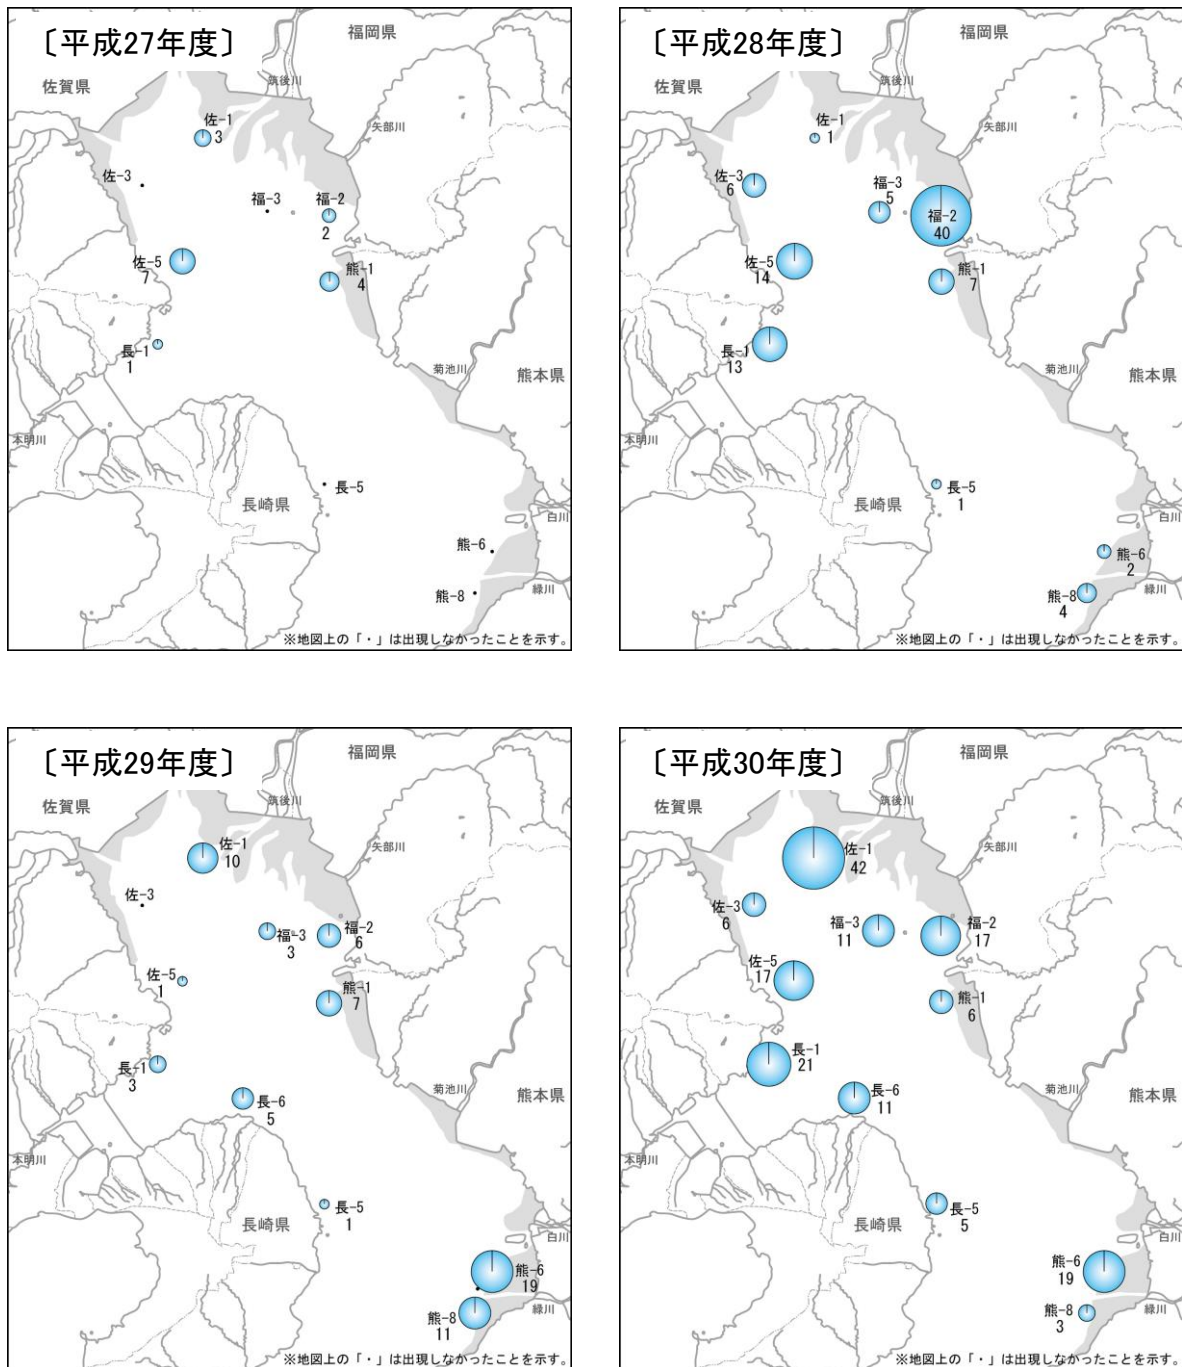 〔平成27年度〕
福岡県
佐賀県
筑後川
矢部川
佐-1
3
佐-3
福-3
福-2
2
佐-5
7
熊-1
4
長-1
1
菊池川
熊本県
本明川
長-5
長崎県
白川
熊-6
熊-8
緑川
※地図上の「・」は出現しなかったことを示す。
〔平成28年度〕
福岡県
佐賀県
筑後川
矢部川
佐-1
1
佐-3
6
福-3
5
福-2
40
佐-5
14
熊-1
7
長-1
13
菊池川
熊本県
本明川
長-5
1
長崎県
白川
熊-6
2
熊-8
4
緑川
※地図上の「・」は出現しなかったことを示す。
〔平成29年度〕
福岡県
佐賀県
筑後川
矢部川
佐-1
10
佐-3
福-3
3
福-2
6
佐-5
1
熊-1
7
長-1
3
長-6
5
菊池川
熊本県
本明川
長-5
1
長崎県
白川
熊-6
19
熊-8
11
緑川
※地図上の「・」は出現しなかったことを示す。
〔平成30年度〕
福岡県
佐賀県
筑後川
矢部川
佐-1
42
佐-3
6
福-3
11
福-2
17
佐-5
17
熊-1
6
長-1
21
長-6
11
菊池川
熊本県
本明川
長-5
5
長崎県
白川
熊-6
19
熊-8
3
緑川
※地図上の「・」は出現しなかったことを示す。